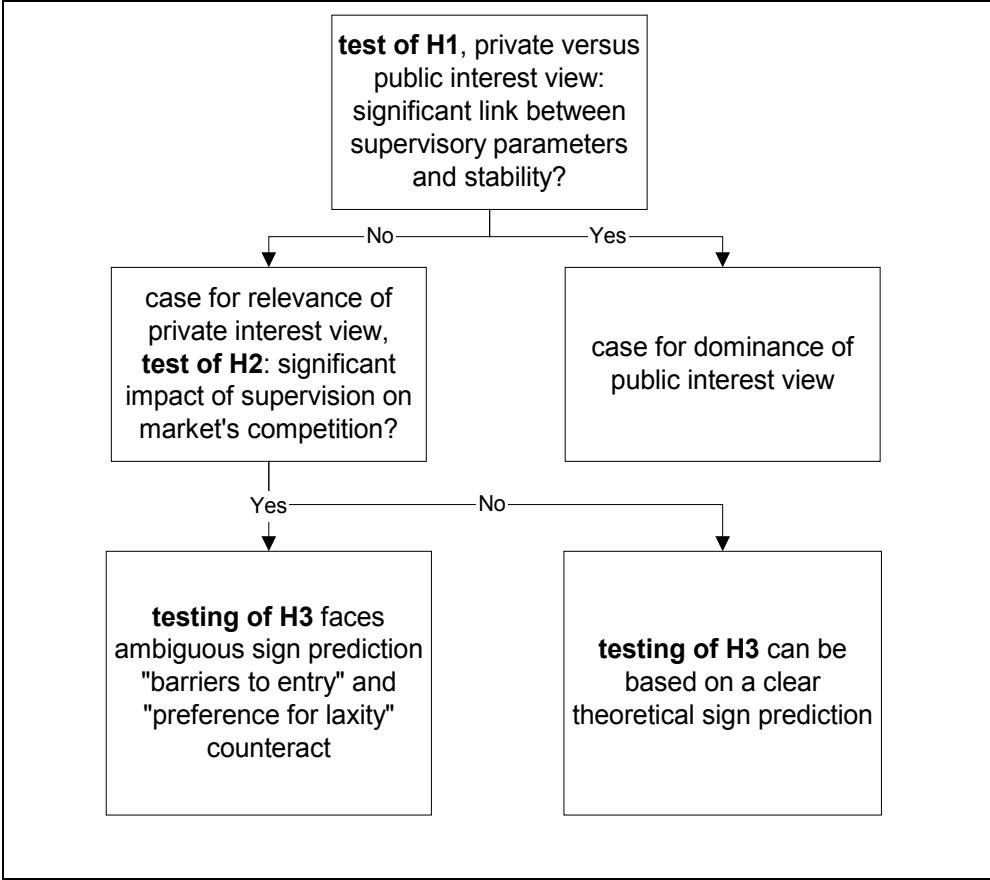 test of H1, private versus
public interest view:
significant link between
supervisory parameters
and stability?
No
Yes
case for relevance of
private interest view,
test of H2: significant
impact of supervision on
market's competition?
case for dominance of
public interest view
Yes
No
testing of H3 faces
ambiguous sign prediction
"barriers to entry" and
"preference for laxity"
counteract
testing of H3 can be
based on a clear
theoretical sign prediction